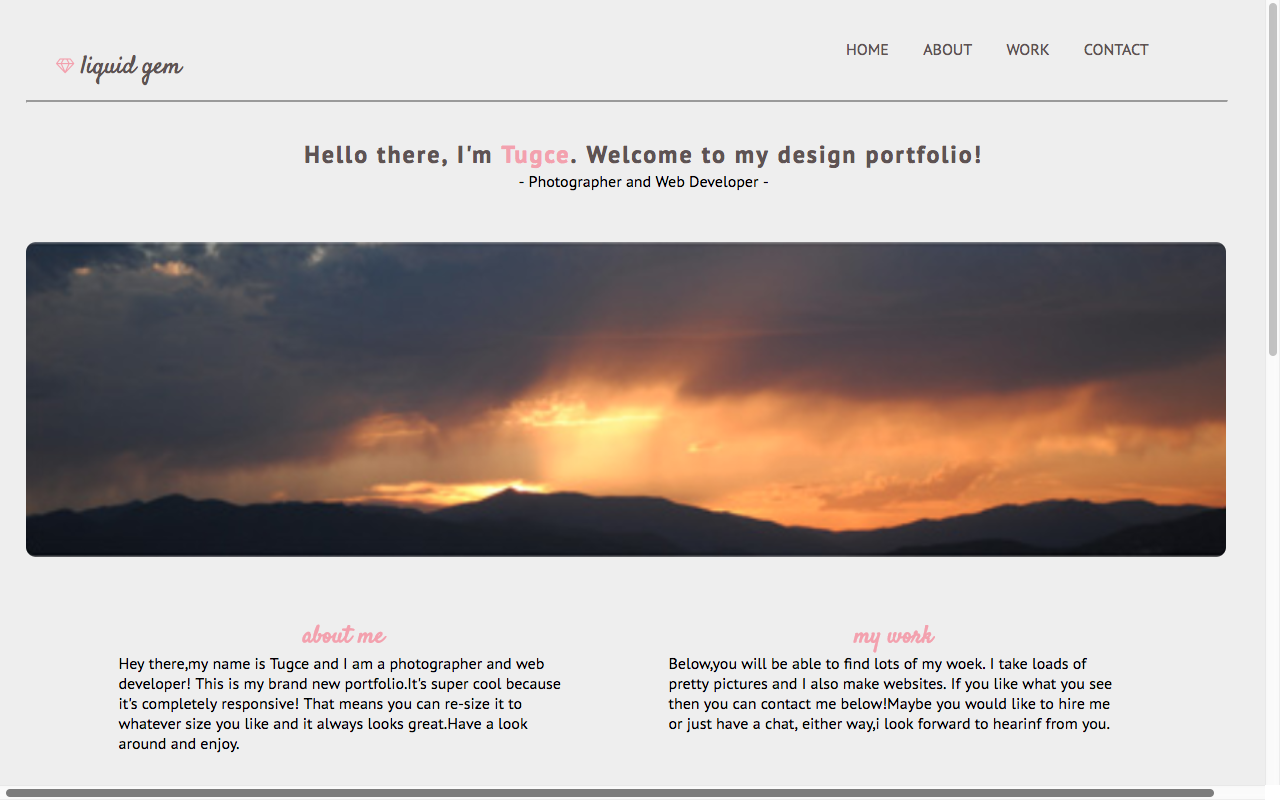 liquid gem
HOME ABOUT WORK CONTACT
Hello there, I'm Tugce. Welcome to my design portfolio!
- Photographer and Web Developer -
about me
Hey there,my name is Tugce and I am a photographer and web
developer! This is my brand new portfolio.It's super cool because
it's completely responsive! That means you can re-size it to
whatever size you like and it always looks great.Have a look
around and enjoy.
my work
Below,you will be able to find lots of my woek. I take loads of
pretty pictures and I also make websites. If you like what you see
then you can contact me below!Maybe you would like to hire me
or just have a chat, either way,i look forward to hearinf from you.